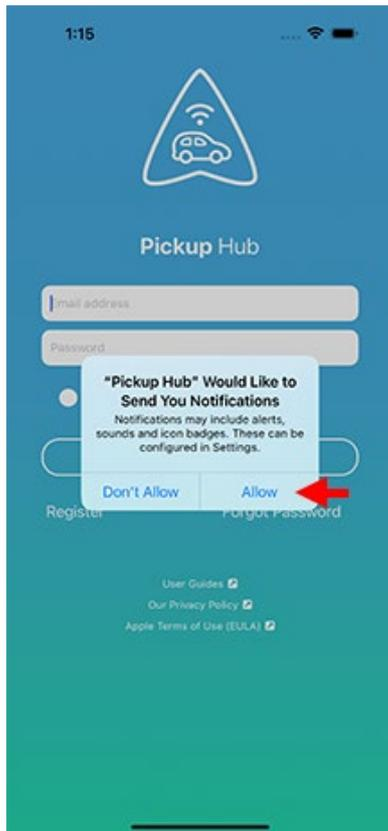 1:15
Pickup Hub
Email address
Password
"Pickup Hub" Would Like to
Send You Notifications
Notifications may include alerts,
sounds and icon badges. These can be
configured in Settings.
Don't Allow
Allow
Register
Forgot Password
User Guides
Our Privacy Policy
Apple Terms of Use (EULA)